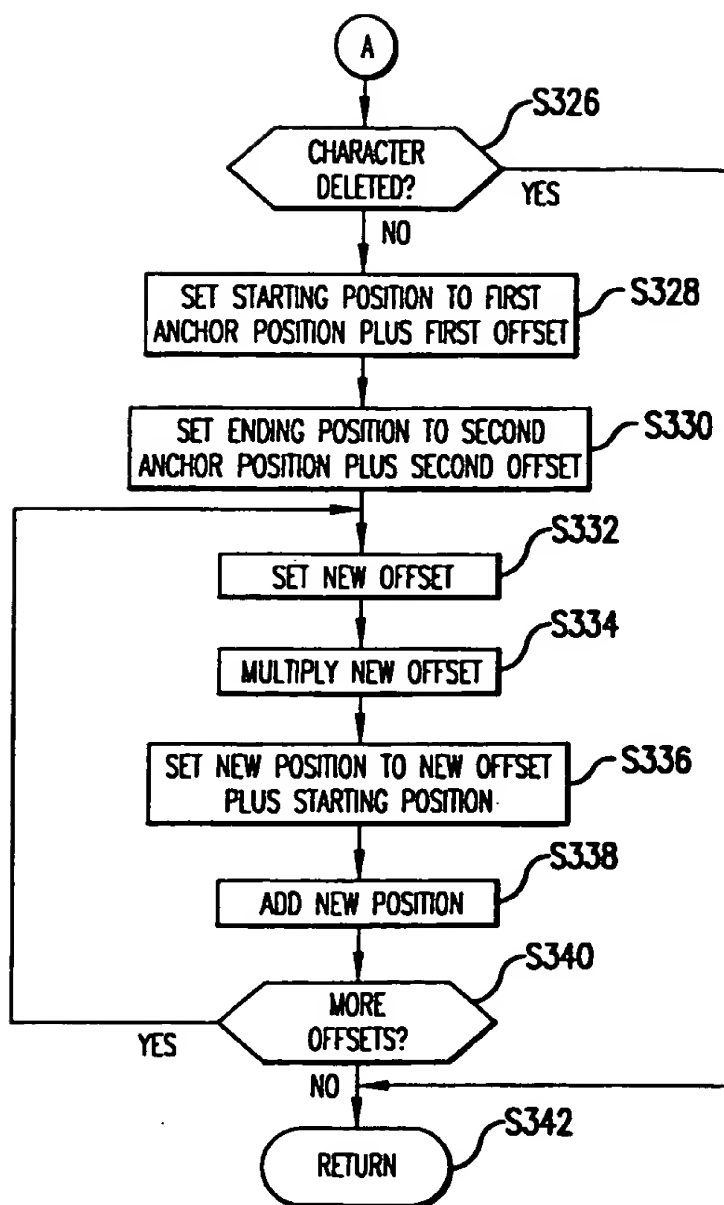 A
S326
CHARACTER
DELETED?
YES
NO
SET STARTING POSITION TO FIRST
ANCHOR POSITION PLUS FIRST OFFSET
S328
SET ENDING POSITION TO SECOND
ANCHOR POSITION PLUS SECOND OFFSET
S330
S332
SET NEW OFFSET
S334
MULTIPLY NEW OFFSET
SET NEW POSITION TO NEW OFFSET
PLUS STARTING POSITION
S336
S338
ADD NEW POSITION
S340
MORE
OFFSETS?
YES
NO
S342
RETURN